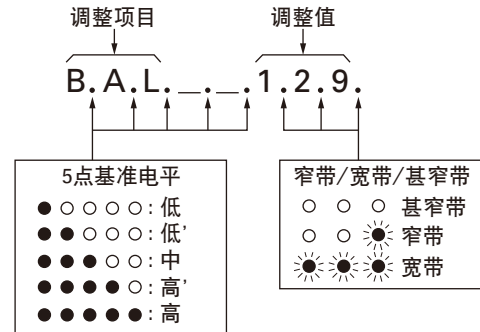 调整项目 调整值
B.A.L._._.1.2.9.
5点基准电平
●○○○○:低
●●○○○:低'
●●●○○:中
●●●●○:高'
●●●●●:高
窄带/宽带/甚窄带
○ ○ ○ 甚窄带
○ ○ ● 窄带
● ● ● 宽带